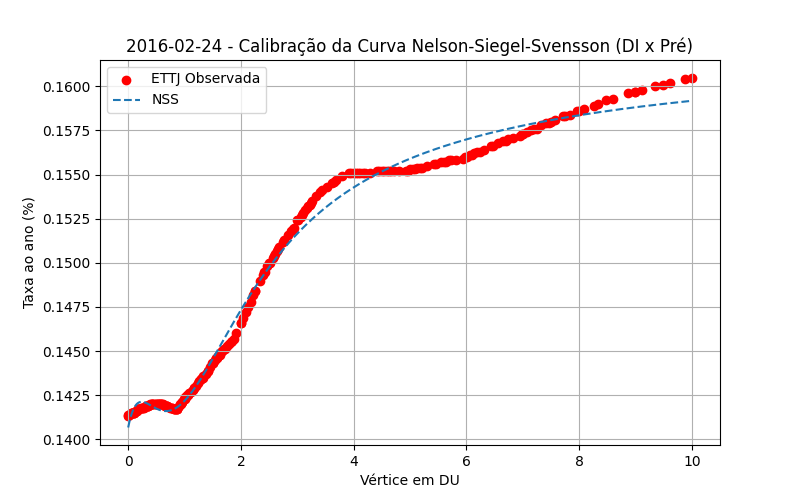 2016-02-24 - Calibração da Curva Nelson-Siegel-Svensson (DI x Pré)
ETTJ Observada
NSS
Taxa ao ano (%)
0.1600
0.1575
0.1550
0.1525
0.1500
0.1475
0.1450
0.1425
0.1400
0 2 4 6 8 10
Vértice em DU